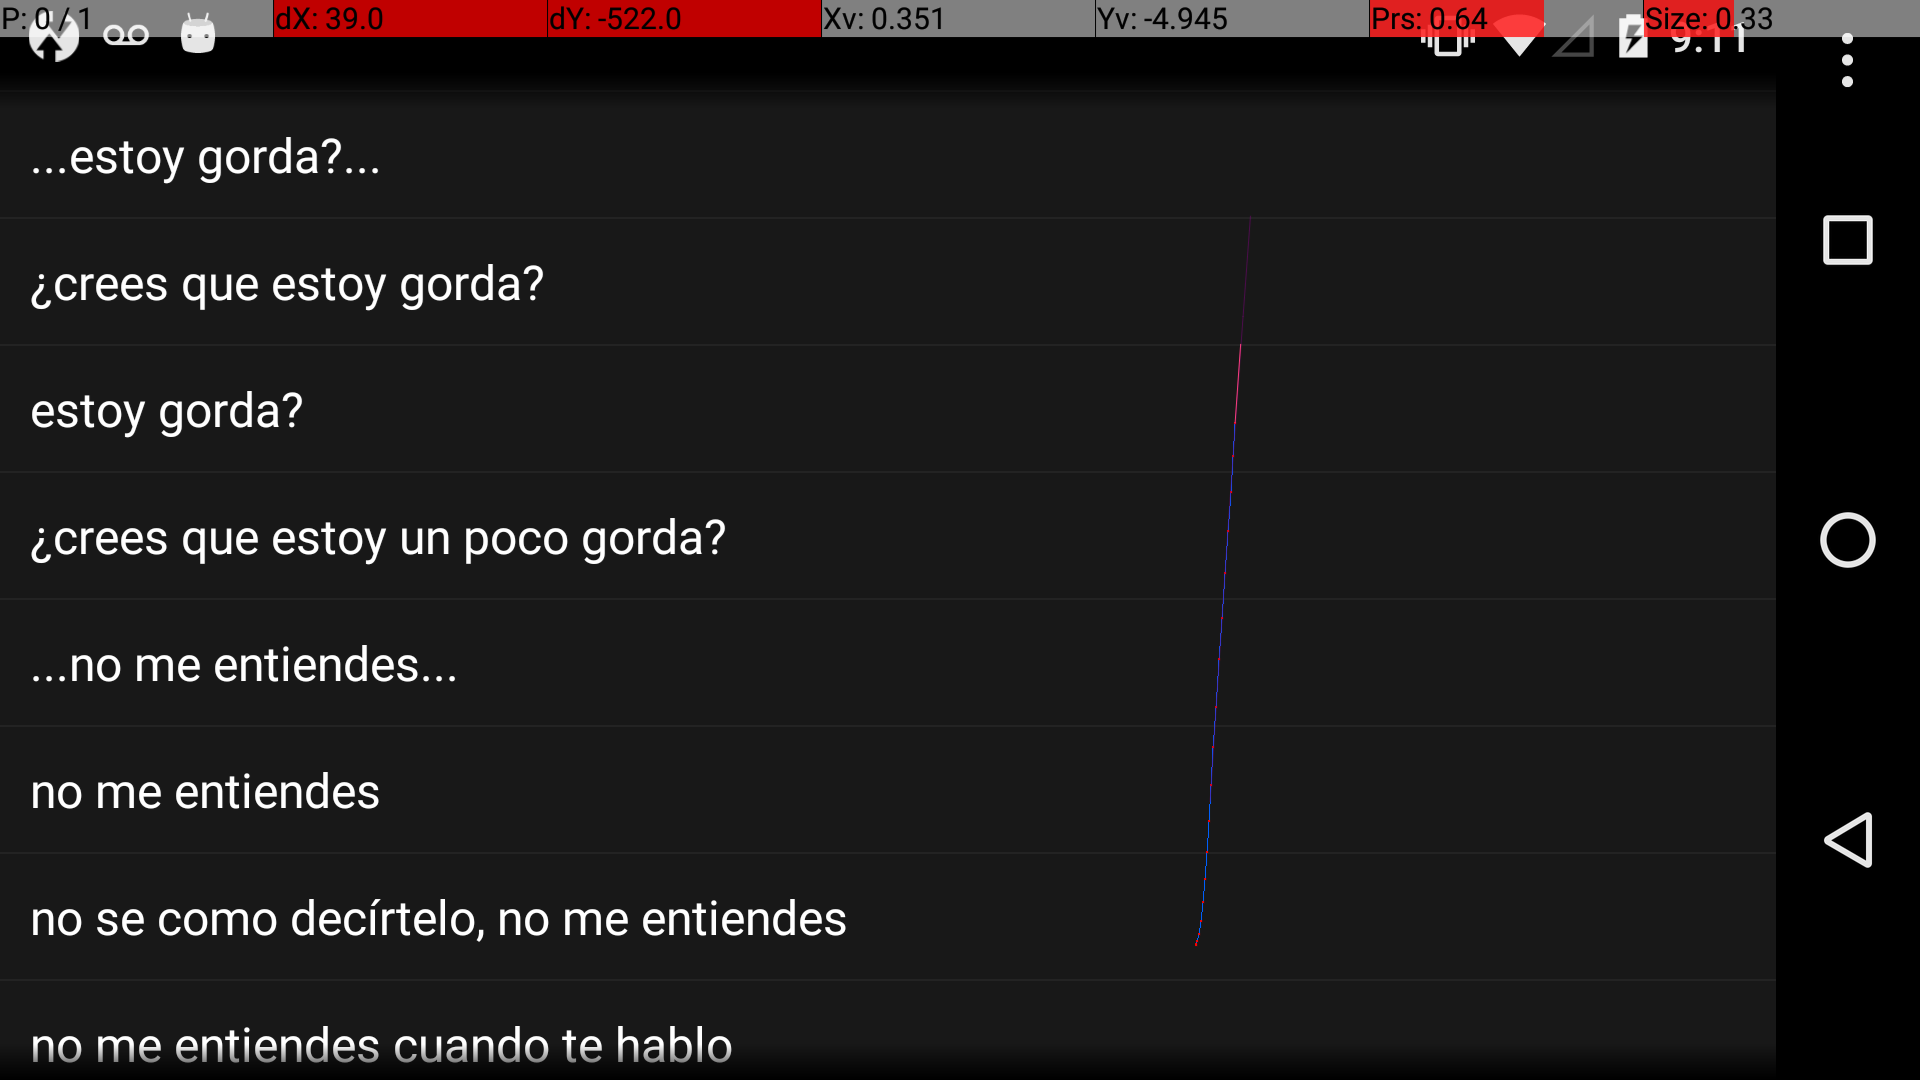 P: 0 / 1 dX: 39.0 dY: -522.0 Xv: 0.351 Yv: -4.945 Prs: 0.64 Size: 0.33
9:11
...estoy gorda?...
¿crees que estoy gorda?
estoy gorda?
¿crees que estoy un poco gorda?
...no me entiendes...
no me entiendes
no se como decírtelo, no me entiendes
no me entiendes cuando te hablo